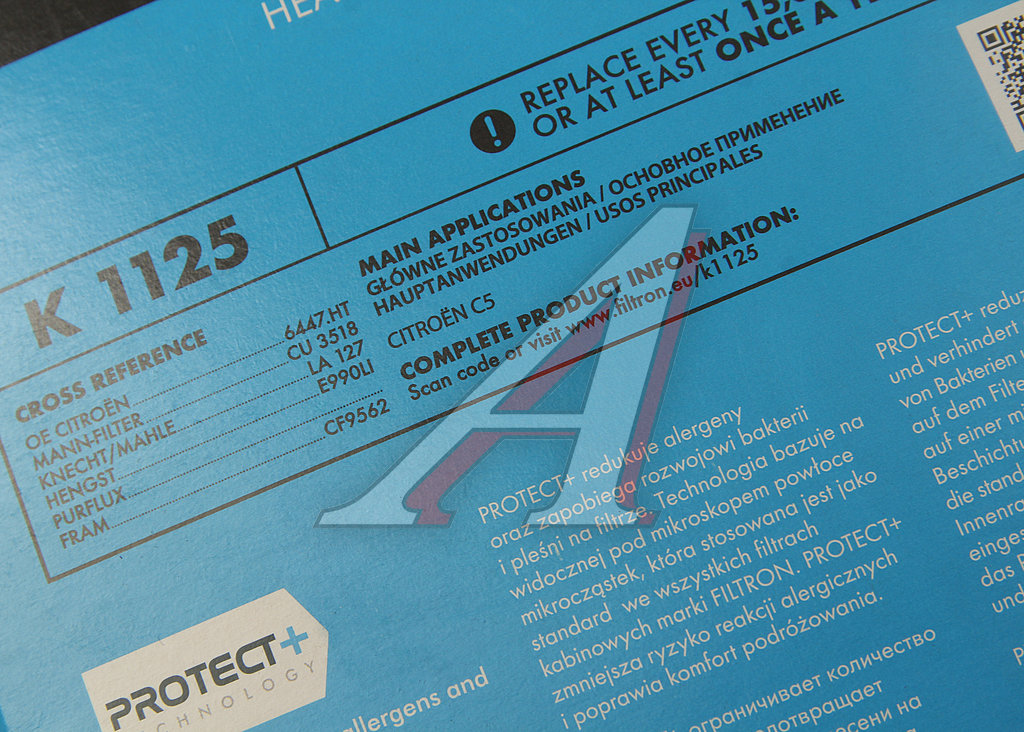 HEA
REPLACE EVERY 15
OR AT LEAST ONCE A
K 1125
MAIN APPLICATIONS
GŁÓWNE ZASTOSOWANIA / ОСНОВНОЕ ПРИМЕНЕНИЕ
HAUPTANWENDUNGEN / USOS PRINCIPALES
CITROËN C5
COMPLETE PRODUCT INFORMATION:
Scan code or visit www.filtron.eu/k1125
CROSS REFERENCE
OE CITROËN 6447.HT
MANN-FILTER CU 3518
KNECHT/MAHLE LA 127
HENGST E990LI
PURFLUX
FRAM CF9562
PROTECT+
TECHNOLOGY
allergens and
PROTECT+ redukuje alergeny
oraz zapobiega rozwojowi bakterii
i pleśni na filtrze. Technologia bazuje na
widocznej pod mikroskopem powłoce
mikrocząstek, która stosowana jest jako
standard we wszystkich filtrach
kabinowych marki FILTRON. PROTECT+
zmniejsza ryzyko reakcji alergicznych
i poprawia komfort podróżowania.
ограничивает количество
PROTECT+ reduz
und verhindert
von Bakterien
auf dem Filte
auf einer m
Beschichtu
die stand
Innenra
einges
das
und